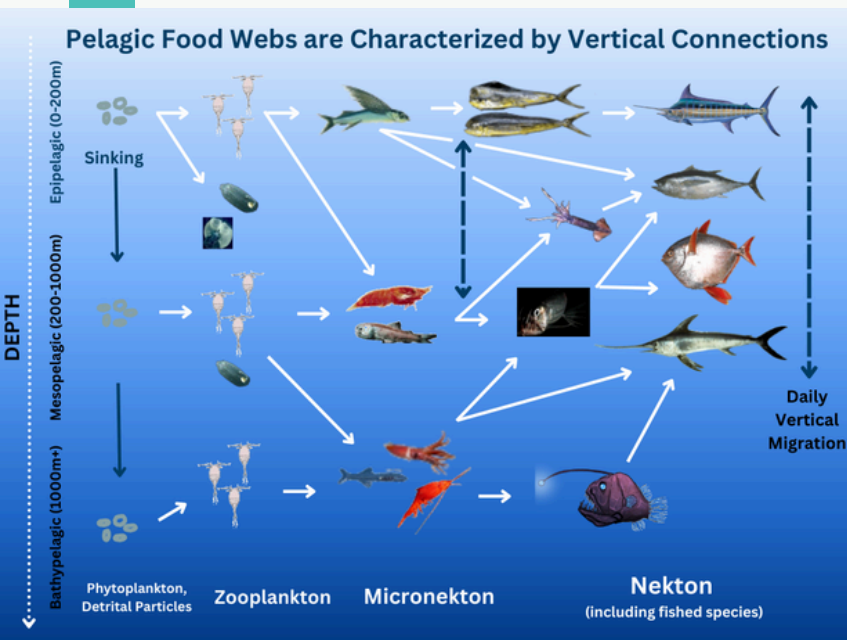 Pelagic Food Webs are Characterized by Vertical Connections
DEPTH
Epipelagic (0-200m)
Sinking
Mesopelagic (200-1000m)
Daily
Vertical
Migration
Bathypelagic (1000m+)
Phytoplankton,
Detrital Particles
Zooplankton
Micronekton
Nekton
(including fished species)